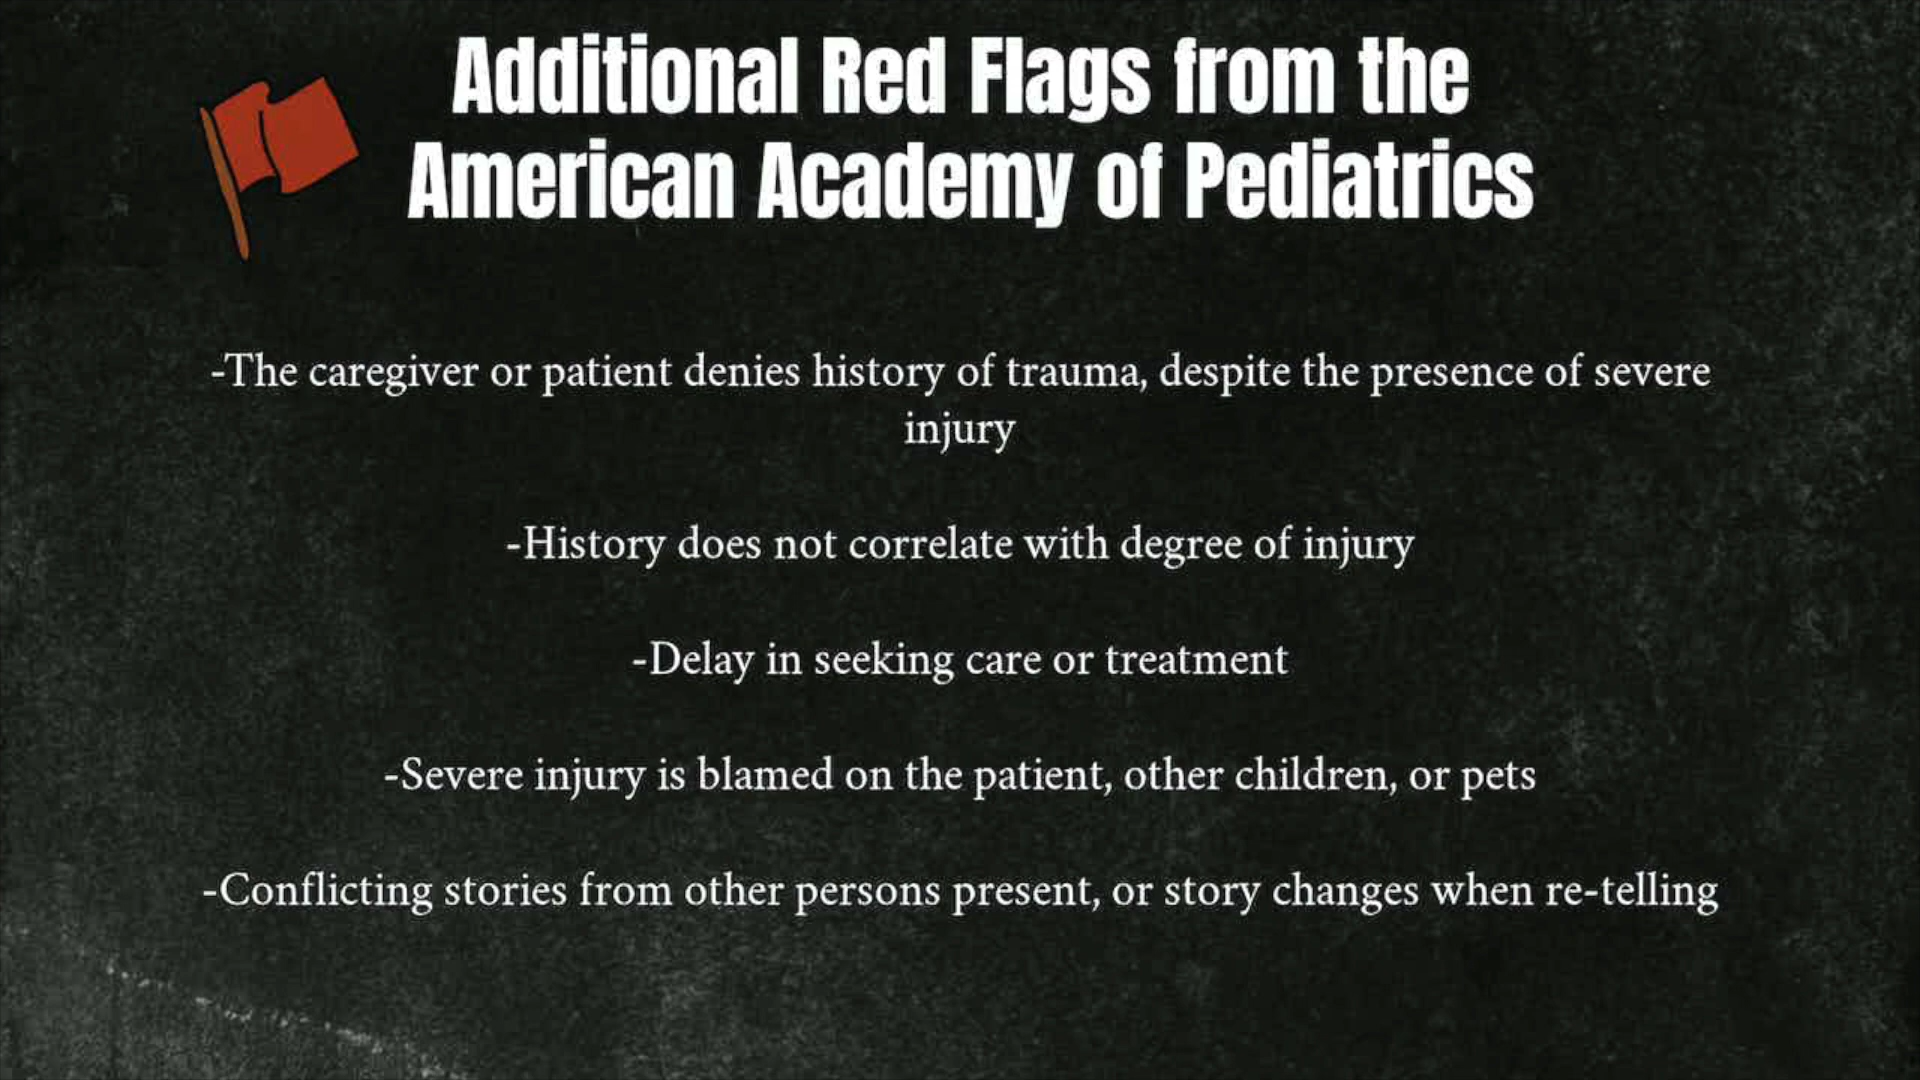 Additional Red Flags from the
American Academy of Pediatrics
-The caregiver or patient denies history of trauma, despite the presence of severe
injury
-History does not correlate with degree of injury
-Delay in seeking care or treatment
-Severe injury is blamed on the patient, other children, or pets
-Conflicting stories from other persons present, or story changes when re-telling